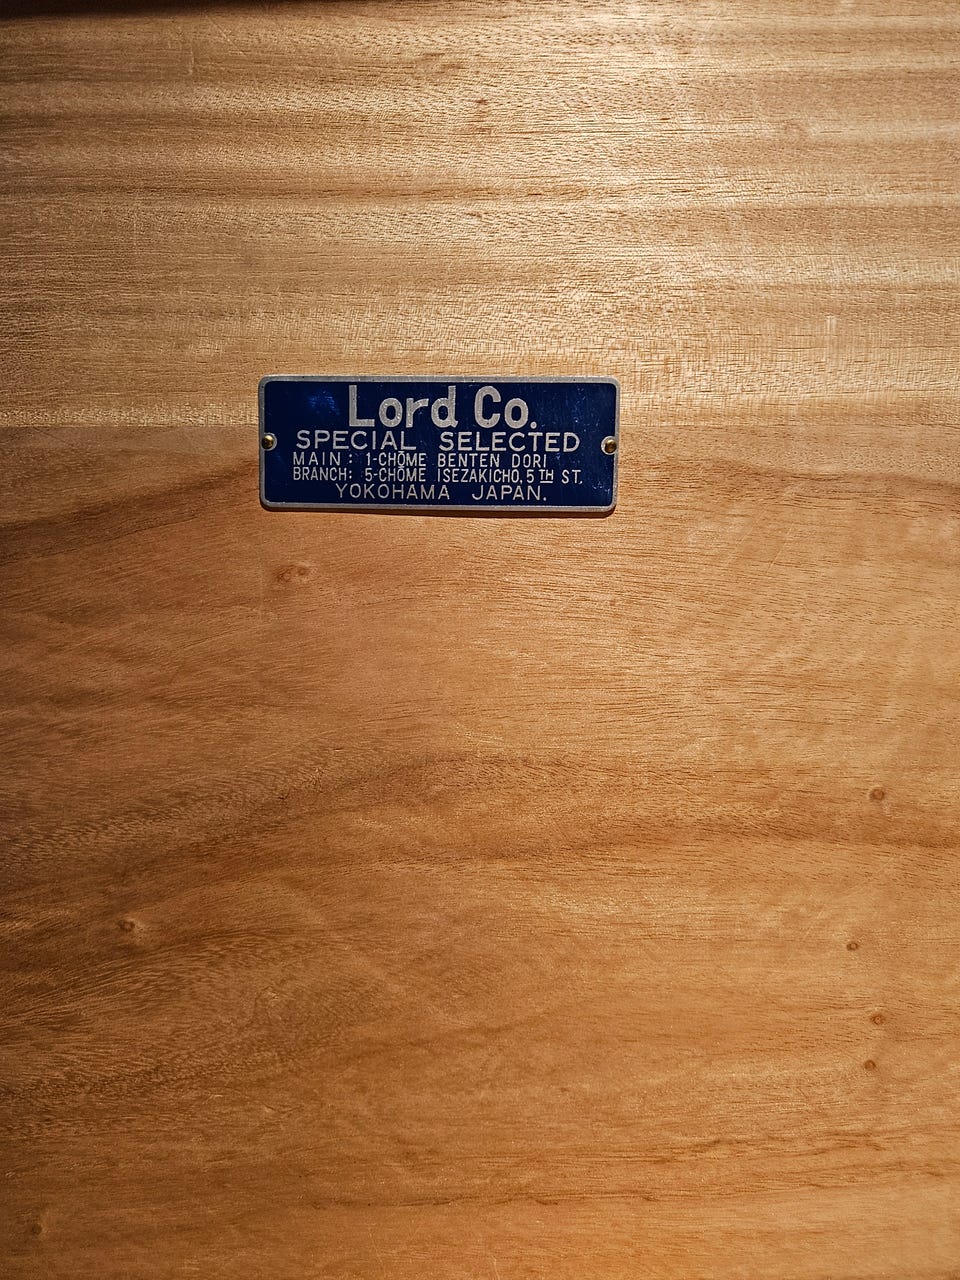 Lord Co.
SPECIAL SELECTED
MAIN: 1-CHŌME BENTEN DORI
BRANCH: 5-CHŌME ISEZAKICHO, 5TH ST.
YOKOHAMA JAPAN.